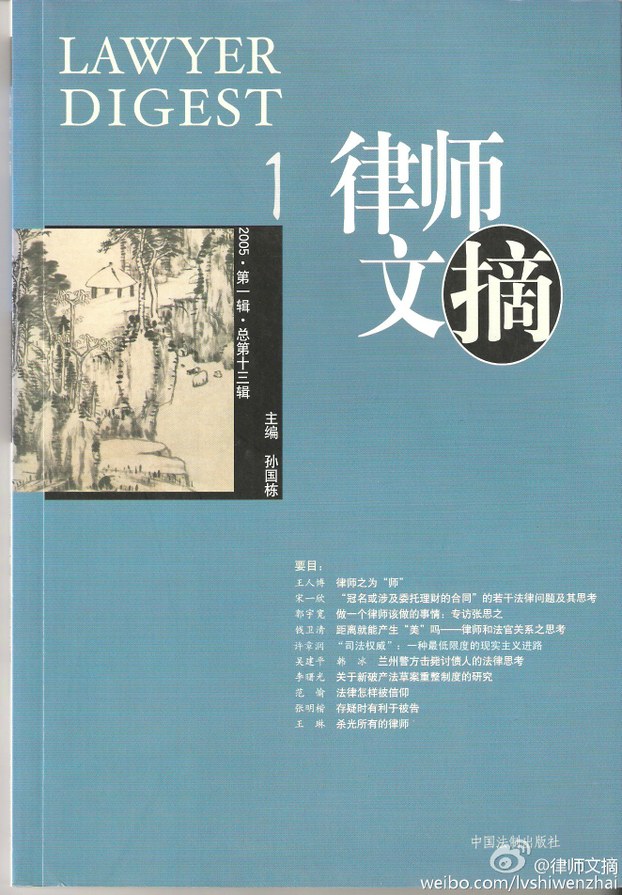 LAWYER
DIGEST
1
律师
文摘
2005·第一辑·总第十三辑
主编 孙国栋
要目：
王人博 律师之为“师”
宋一欣 “冠名或涉及委托理财的合同”的若干法律问题及其思考
郭宇宽 做一个律师该做的事情：专访张思之
钱卫清 距离就能产生“美”吗——律师和法官关系之思考
许章润 “司法权威”：一种最低限度的现实主义进路
吴建平 韩 冰 兰州警方击毙讨债人的法律思考
李曙光 关于新破产法草案重整制度的研究
范 愉 法律怎样被信仰
张明楷 存疑时有利于被告
王 琳 杀光所有的律师
中国法制出版社
@律师文摘
weibo.com/lvshiwenzhai